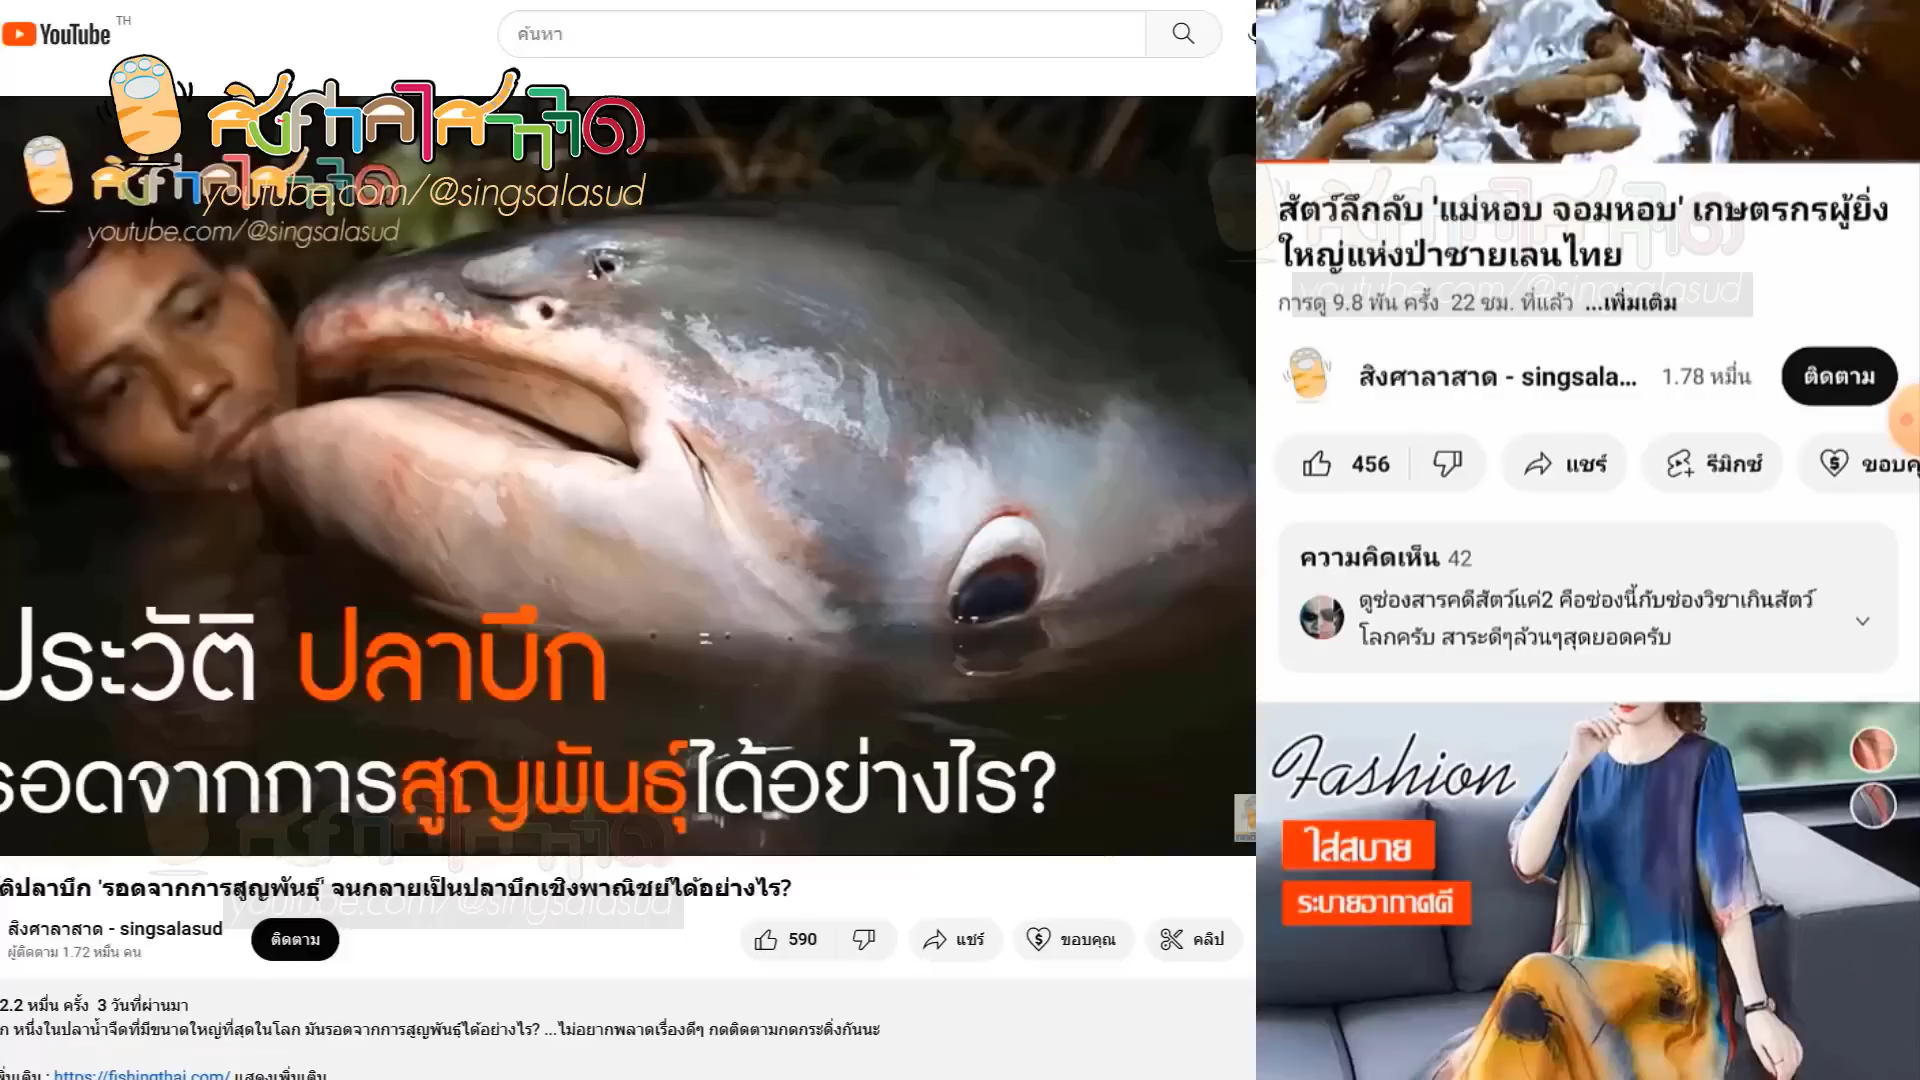 YouTube TH
ค้นหา
สิงศาลาสาด
youtube.com/@singsalasud
สิงศาลาสาด
youtube.com/@singsalasud
ประวัติ ปลาบึก
รอดจากการสูญพันธุ์ได้อย่างไร?
ติปลาบึก 'รอดจากการสูญพันธุ์' จนกลายเป็นปลาบึกเชิงพาณิชย์ได้อย่างไร?
youtube.com/@singsalasud
สิงศาลาสาด - singsalasud
ผู้ติดตาม 1.72 หมื่น คน
ติดตาม
590
แชร์
ขอบคุณ
คลิป
2.2 หมื่น ครั้ง 3 วันที่ผ่านมา
ก หนึ่งในปลาน้ำจืดที่มีขนาดใหญ่ที่สุดในโลก มันรอดจากการสูญพันธุ์ได้อย่างไร? ...ไม่อยากพลาดเรื่องดีๆ กดติดตามกดกระดิ่งกันนะ
พิ่มเติม : https://fishingthai.com/ แสดงเพิ่มเติม
สัตว์ลึกลับ 'แม่หอบ จอมหอบ' เกษตรกรผู้ยิ่ง
ใหญ่แห่งป่าชายเลนไทย
youtube.com/@singsalasud
การดู 9.8 พัน ครั้ง 22 ชม. ที่แล้ว ...เพิ่มเติม
สิงศาลาสาด - singsala... 1.78 หมื่น
ติดตาม
456
แชร์
รีมิกซ์
ขอบคุ
ความคิดเห็น 42
ดูช่องสารคดีสัตว์แค่2 คือช่องนี้กับช่องวิชาเกินสัตว์
โลกครับ สาระดีๆล้วนๆสุดยอดครับ
Fashion
ใส่สบาย
ระบายอากาศดี